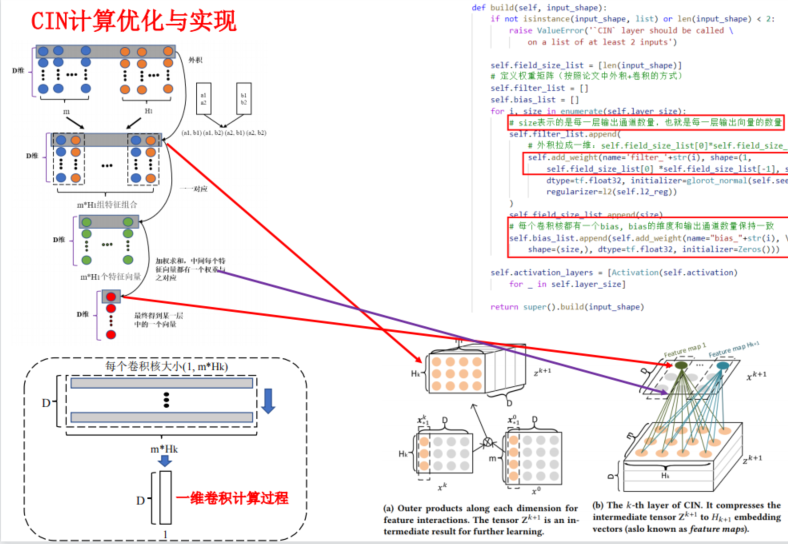 CIN计算优化与实现
D维
外积
m
H₁
a1
a2
b1
b2
(a1, b1) (a1, b2) (a2, b1) (a2, b2)
D维
m*H₁组特征组合
一一对应
D维
m*H₁个特征向量
加权求和,中间每个特
征向量都有一个权重与
之对应
D维
最终得到某一层
中的一个向量
每个卷积核大小(1, m*Hk)
D
m*Hk
D
一维卷积计算过程
1
def build(self, input_shape):
if not isinstance(input_shape, list) or len(input_shape) < 2:
raise ValueError('`CIN` layer should be called \
on a list of at least 2 inputs')
self.field_size_list = [len(input_shape)]
# 定义权重矩阵(按照论文中外积+卷积的方式)
self.filter_list = []
self.bias_list = []
for i, size in enumerate(self.layer_size):
# size表示的是每一层输出通道数量,也就是每一层输出向量的数量
self.filter_list.append(
# 外积拉成一维:self.field_size_list[0]*self.field_size_
self.add_weight(name='filter_'+str(i), shape=(1,
self.field_size_list[0] *self.field_size_list[-1], s
dtype=tf.float32, initializer=glorot_normal(self.see
regularizer=l2(self.l2_reg))
)
self.field_size_list.append(size)
# 每个卷积核都有一个bias, bias的维度和输出通道数量保持一致
self.bias_list.append(self.add_weight(name="bias_"+str(i), \
shape=(size,), dtype=tf.float32, initializer=Zeros()))
self.activation_layers = [Activation(self.activation)
for _ in self.layer_size]
return super().build(input_shape)
m
Hₖ
D
zᵏ⁺¹
D
D
Hₖ
m
xᵏ
x⁰
(a) Outer products along each dimension for
feature interactions. The tensor Zᵏ⁺¹ is an in-
termediate result for further learning.
Feature map 1
...
Feature map Hₖ₊₁
D
xᵏ⁺¹
m
Hₖ
D
zᵏ⁺¹
(b) The k-th layer of CIN. It compresses the
intermediate tensor Zᵏ⁺¹ to Hₖ₊₁ embedding
vectors (aslo known as feature maps).